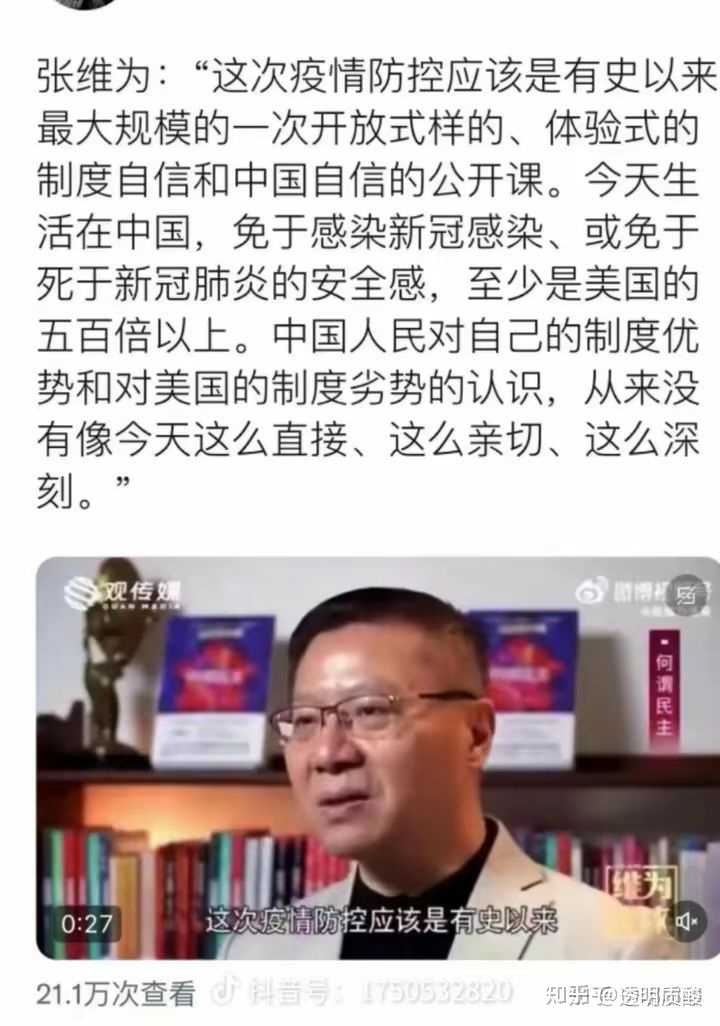 张维为：“这次疫情防控应该是有史以来
最大规模的一次开放式样的、体验式的
制度自信和中国自信的公开课。今天生
活在中国，免于感染新冠感染、或免于
死于新冠肺炎的安全感，至少是美国的
五百倍以上。中国人民对自己的制度优
势和对美国的制度劣势的认识，从来没
有像今天这么直接、这么亲切、这么深
刻。”
观传媒
GUAN MEDIA
微博视
号
何谓民主
维为
0:27
这次疫情防控应该是有史以来
21.1万次查看
抖音号：1750532820
知乎 @透明质酸